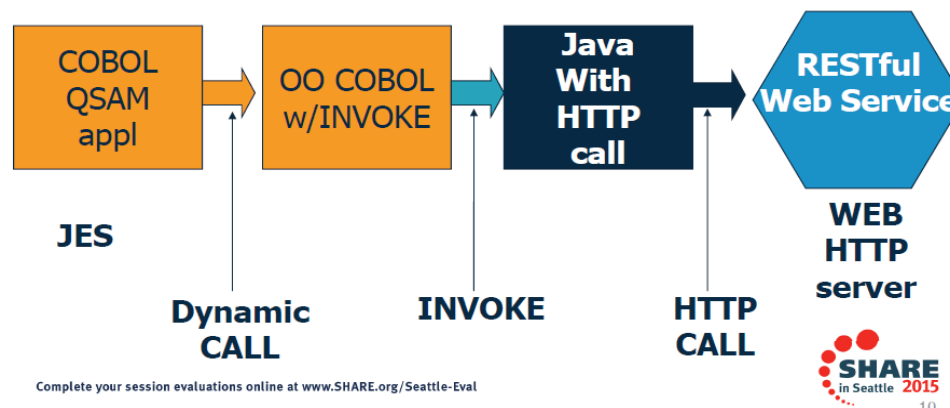 COBOL
QSAM
appl
OO COBOL
w/INVOKE
Java
With
HTTP
call
RESTful
Web Service
JES
Dynamic
CALL
INVOKE
HTTP
CALL
WEB
HTTP
server
Complete your session evaluations online at www.SHARE.org/Seattle-Eval
SHARE
in Seattle 2015
10